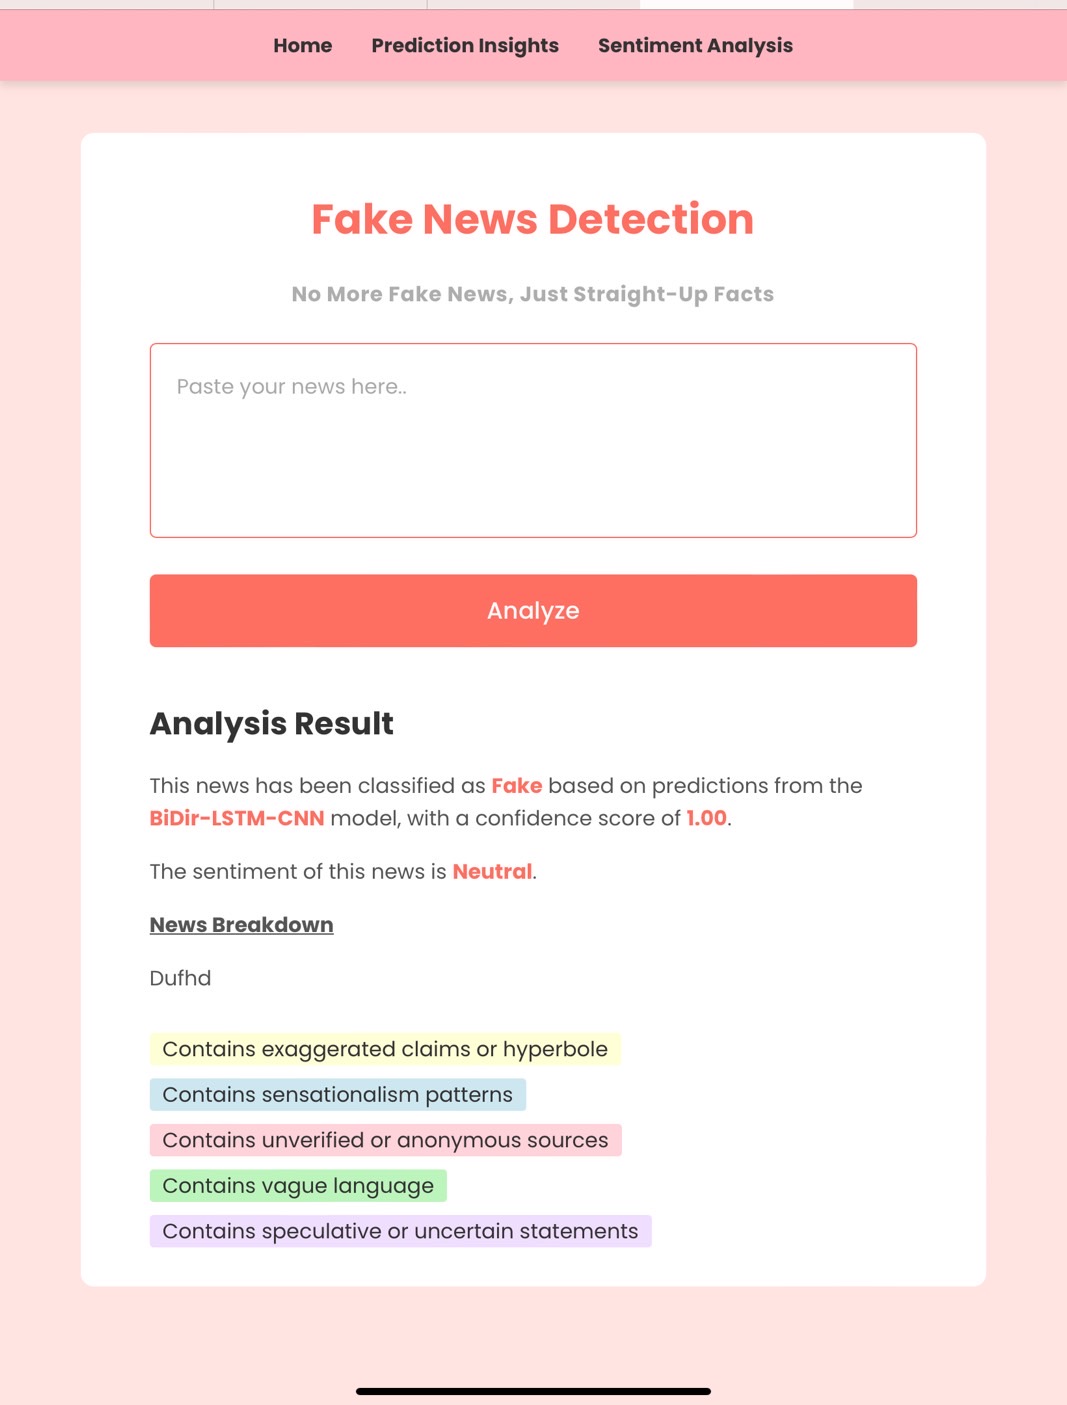 Home Prediction Insights Sentiment Analysis
Fake News Detection
No More Fake News, Just Straight-Up Facts
Paste your news here..
Analyze
Analysis Result
This news has been classified as Fake based on predictions from the
BiDir-LSTM-CNN model, with a confidence score of 1.00.
The sentiment of this news is Neutral.
News Breakdown
Dufhd
Contains exaggerated claims or hyperbole
Contains sensationalism patterns
Contains unverified or anonymous sources
Contains vague language
Contains speculative or uncertain statements